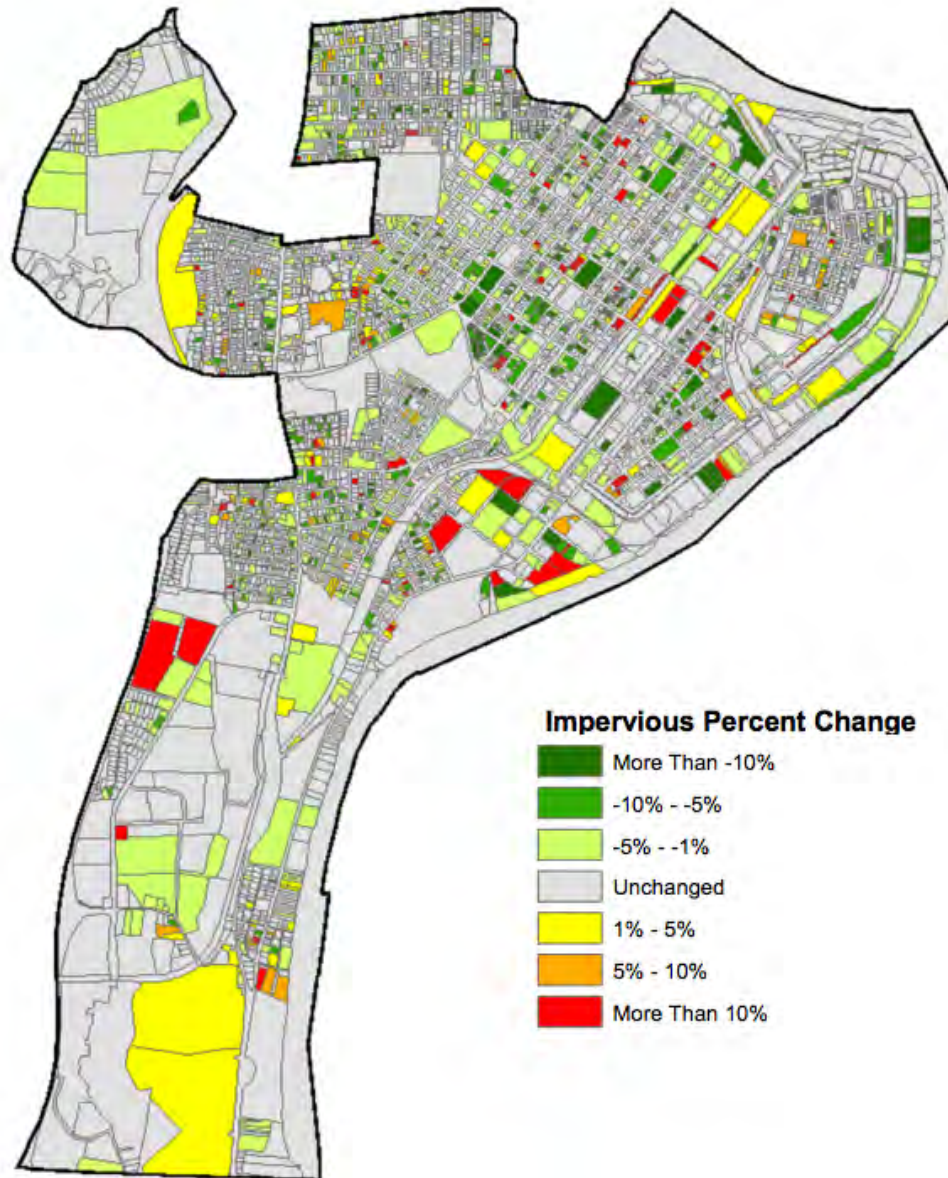 Impervious Percent Change
More Than -10%
-10% - -5%
-5% - -1%
Unchanged
1% - 5%
5% - 10%
More Than 10%